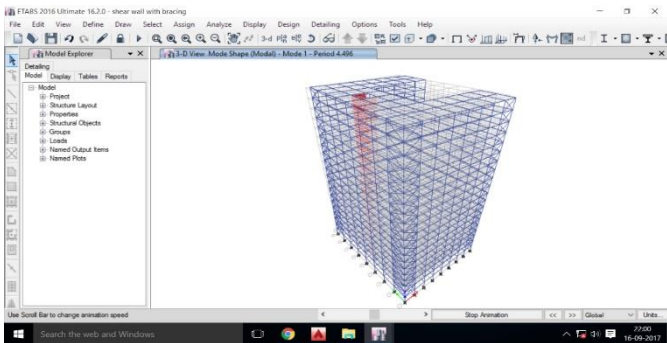 ETABS 2016 Ultimate 16.2.0 - shear wall with bracing
File Edit View Define Draw Select Assign Analyze Display Design Detailing Options Tools Help
Model Explorer
3-D View Mode Shape (Modal) - Mode 1 - Period 4.496
Detailing
Model Display Tables Reports
Model
Project
Structure Layout
Properties
Structural Objects
Groups
Loads
Named Output Items
Named Plots
Use Scroll Bar to change animation speed
Stop Animation
<< >> Global Units...
Search the web and Windows
22:00
16-09-2017